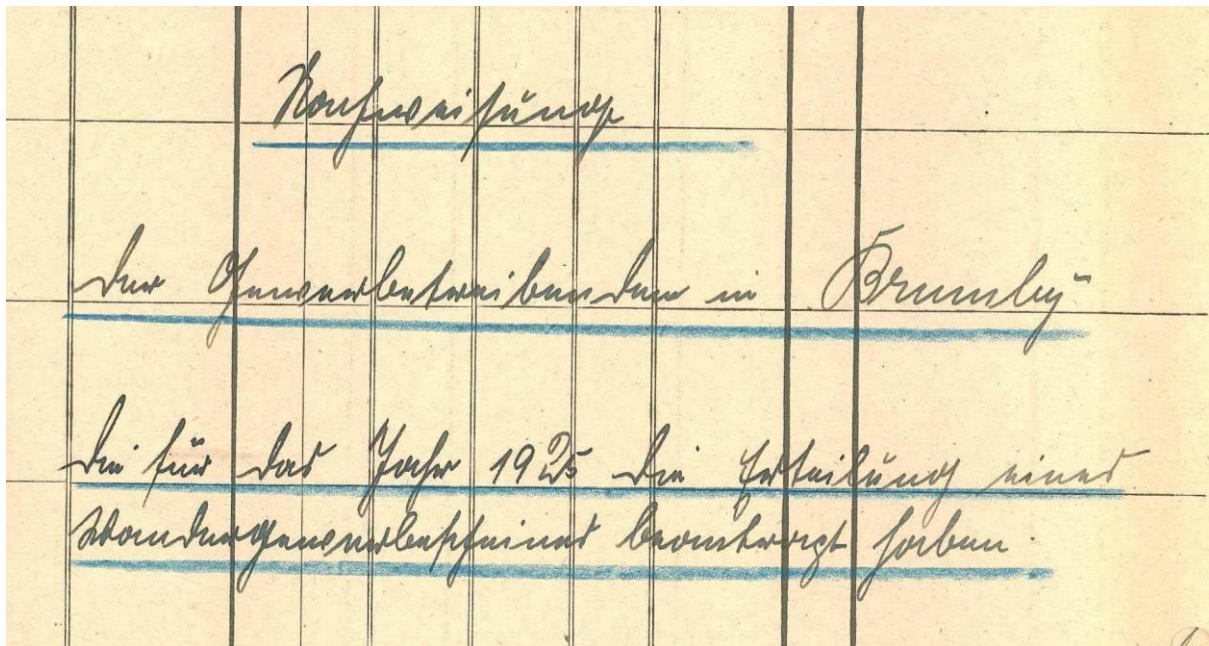 Nachweisung
der Gewerbetreibenden in Brumby
die für das Jahr 1925 die Erteilung eines
Wandergewerbescheines beantragt haben.